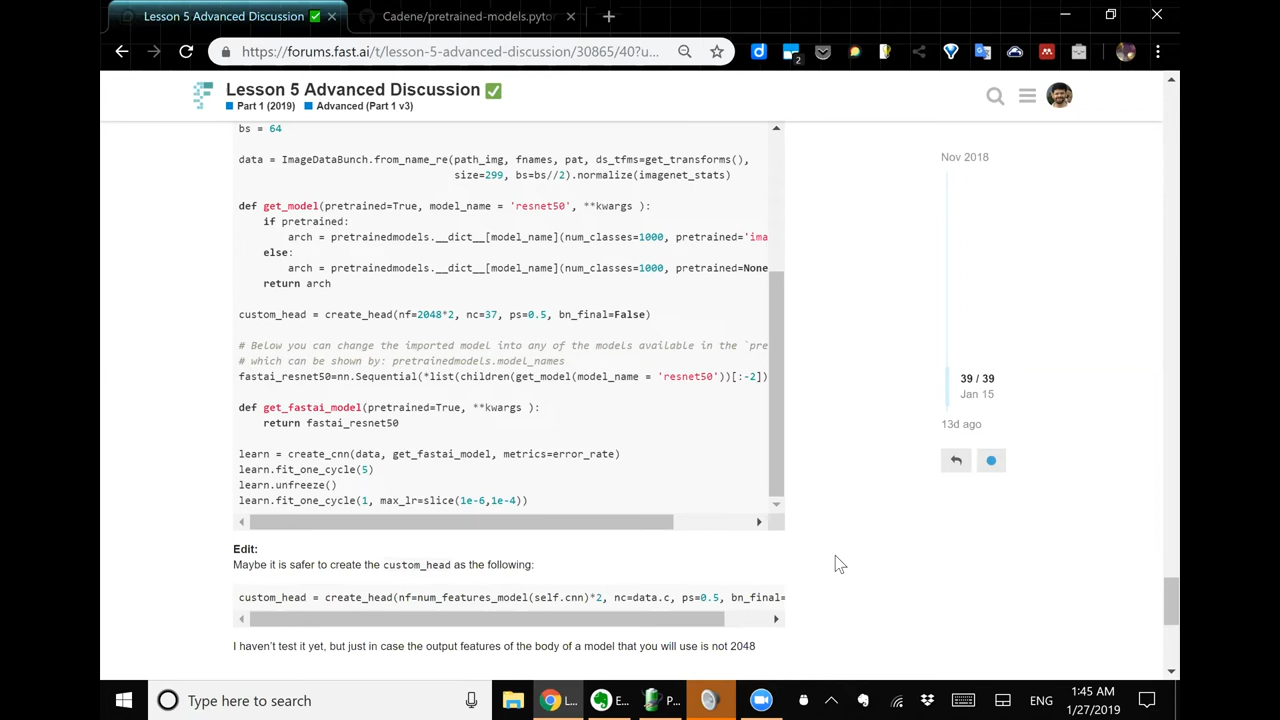 Lesson 5 Advanced Discussion ✅
Cadene/pretrained-models.pyto
https://forums.fast.ai/t/lesson-5-advanced-discussion/30865/40?u...
2
Lesson 5 Advanced Discussion ✅
Part 1 (2019) Advanced (Part 1 v3)
bs = 64
data = ImageDataBunch.from_name_re(path_img, fnames, pat, ds_tfms=get_transforms(),
size=299, bs=bs//2).normalize(imagenet_stats)
def get_model(pretrained=True, model_name = 'resnet50', **kwargs ):
if pretrained:
arch = pretrainedmodels.__dict__[model_name](num_classes=1000, pretrained='ima
else:
arch = pretrainedmodels.__dict__[model_name](num_classes=1000, pretrained=None
return arch
custom_head = create_head(nf=2048*2, nc=37, ps=0.5, bn_final=False)
# Below you can change the imported model into any of the models available in the `pre
# which can be shown by: pretrainedmodels.model_names
fastai_resnet50=nn.Sequential(*list(children(get_model(model_name = 'resnet50'))[:-2])
def get_fastai_model(pretrained=True, **kwargs ):
return fastai_resnet50
learn = create_cnn(data, get_fastai_model, metrics=error_rate)
learn.fit_one_cycle(5)
learn.unfreeze()
learn.fit_one_cycle(1, max_lr=slice(1e-6,1e-4))
Edit:
Maybe it is safer to create the custom_head as the following:
custom_head = create_head(nf=num_features_model(self.cnn)*2, nc=data.c, ps=0.5, bn_final=
I haven't test it yet, but just in case the output features of the body of a model that you will use is not 2048
Nov 2018
39 / 39
Jan 15
13d ago
Type here to search
L...
E...
P...
ENG
1:45 AM
1/27/2019